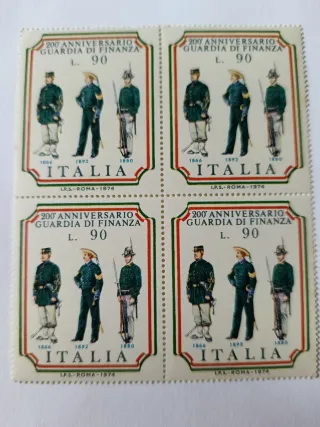 200° ANNIVERSARIO
GUARDIA DI FINANZA
L. 90
1866 1892 1880
ITALIA
I.P.S.-ROMA-1974
200° ANNIVERSARIO
GUARDIA DI FINANZA
L. 90
1866 1892 1880
ITALIA
I.P.S.-ROMA-1974
200° ANNIVERSARIO
GUARDIA DI FINANZA
L. 90
1866 1892 1880
ITALIA
I.P.S.-ROMA-1974
200° ANNIVERSARIO
GUARDIA DI FINANZA
L. 90
1866 1892 1880
ITALIA
I.P.S.-ROMA-1974